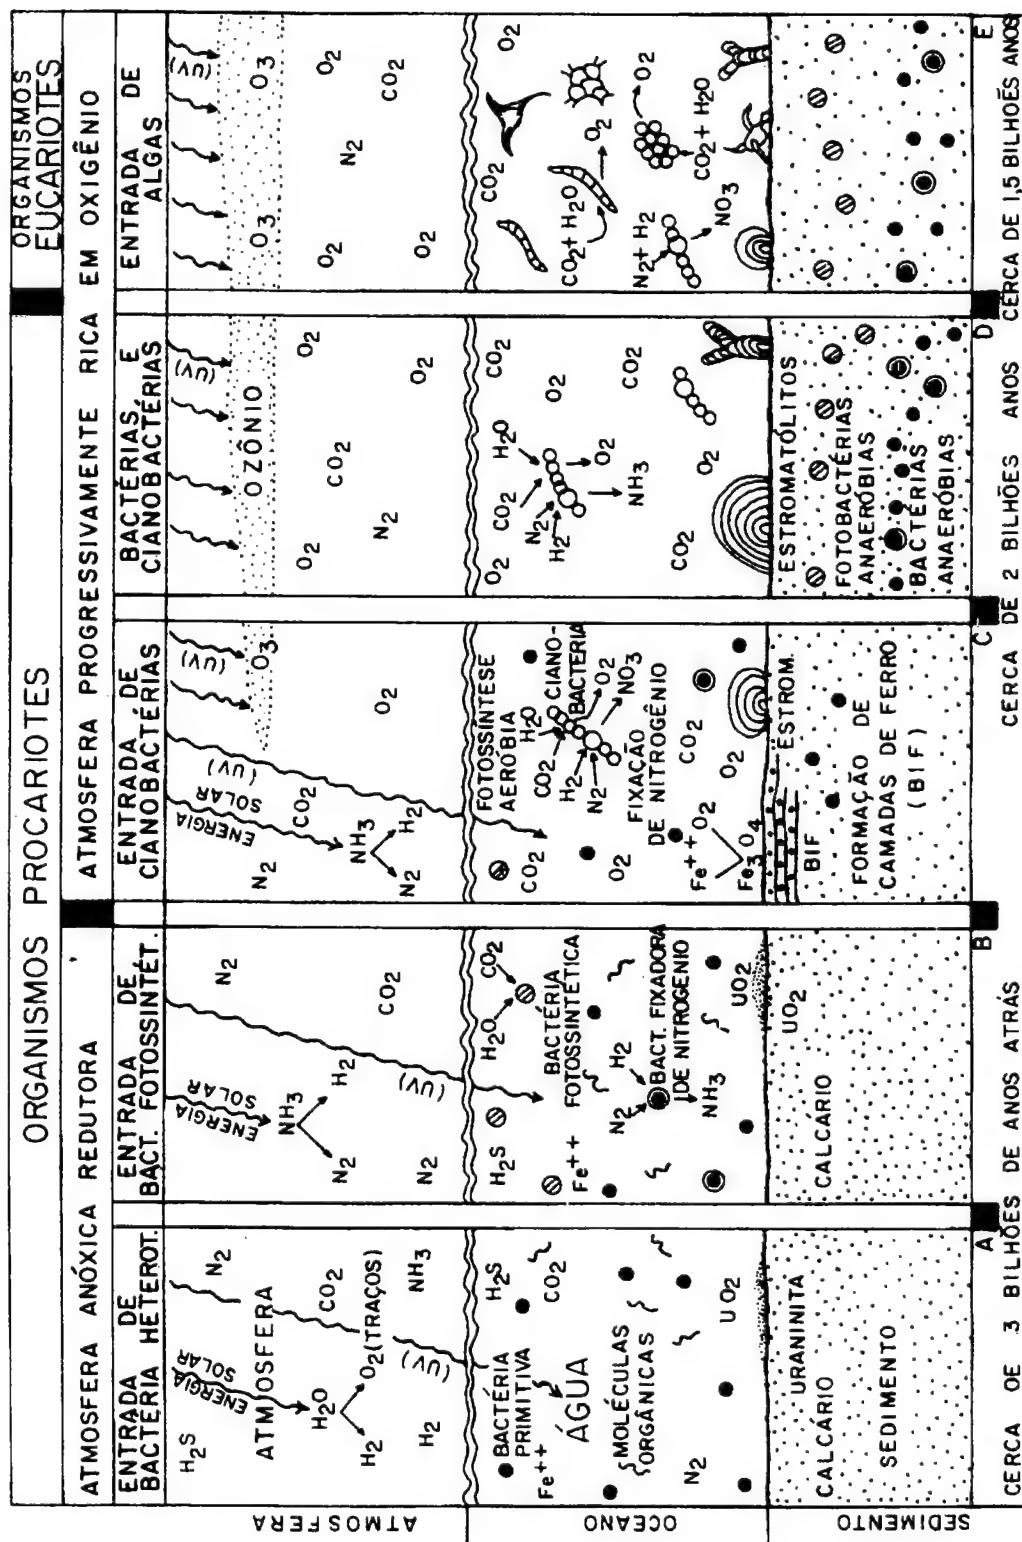 ORGANISMOS PROCARIOTES
ORGANISMOS
EUCARIOTES
ATMOSFERA ANÓXICA REDUTORA
ATMOSFERA PROGRESSIVAMENTE RICA EM OXIGÊNIO
ENTRADA DE
BACTÉRIA HETEROT.
ENTRADA DE
BACT. FOTOSSINTÉT.
ENTRADA DE
CIANOBACTÉRIAS
BACTÉRIAS E
CIANOBACTÉRIAS
ENTRADA DE
ALGAS
ATMOSFERA
H2S
ENERGIA
SOLAR
N2
ATMOSFERA
H2O
CO2
H2
O2(TRAÇOS)
H2
(UV)
NH3
ENERGIA
SOLAR
N2
NH3
H2
N2
CO2
N2
(UV)
N2
ENERGIA
SOLAR
(UV)
CO2
NH3
H2
N2
O3
(UV)
O2
(UV)
OZÔNIO
O2
CO2
N2
O2
O2
(UV)
O3
O3
O2
O2
N2
O2
CO2
OCEANO
BACTÉRIA
PRIMITIVA
H2S
Fe++
CO2
ÁGUA
MOLÉCULAS
ORGÂNICAS
N2
UO2
H2S
H2O
CO2
Fe++
BACTÉRIA
FOTOSSINTÉTICA
N2
H2
BACT. FIXADORA
DE NITROGENIO
NH3
UO2
FOTOSSÍNTESE
AERÓBIA
CO2
H2O
CIANO-
BACTERIA
CO2
H2
N2
O2
NO3
FIXAÇÃO
DE NITROGÊNIO
O2
CO2
Fe++
O2
O2
Fe3O4
O2
CO2
H2O
CO2
O2
N2
H2
O2
NH3
CO2
O2
CO2
CO2
O2
CO2+H2O
O2
N2+H2
NO3
O2
CO2+H2O
SEDIMENTO
CALCÁRIO
URANINITA
SEDIMENTO
CALCÁRIO
UO2
BIF
ESTROM.
FORMAÇÃO DE
CAMADAS DE FERRO
(BIF)
ESTROMATÓLITOS
FOTOBACTÉRIAS
ANAERÓBIAS
BACTÉRIAS
ANAERÓBIAS
A
B
C
D
E
CERCA DE 3 BILHÕES DE ANOS ATRÁS
CERCA DE 2 BILHÕES ANOS
CERCA DE 1,5 BILHÕES ANOS